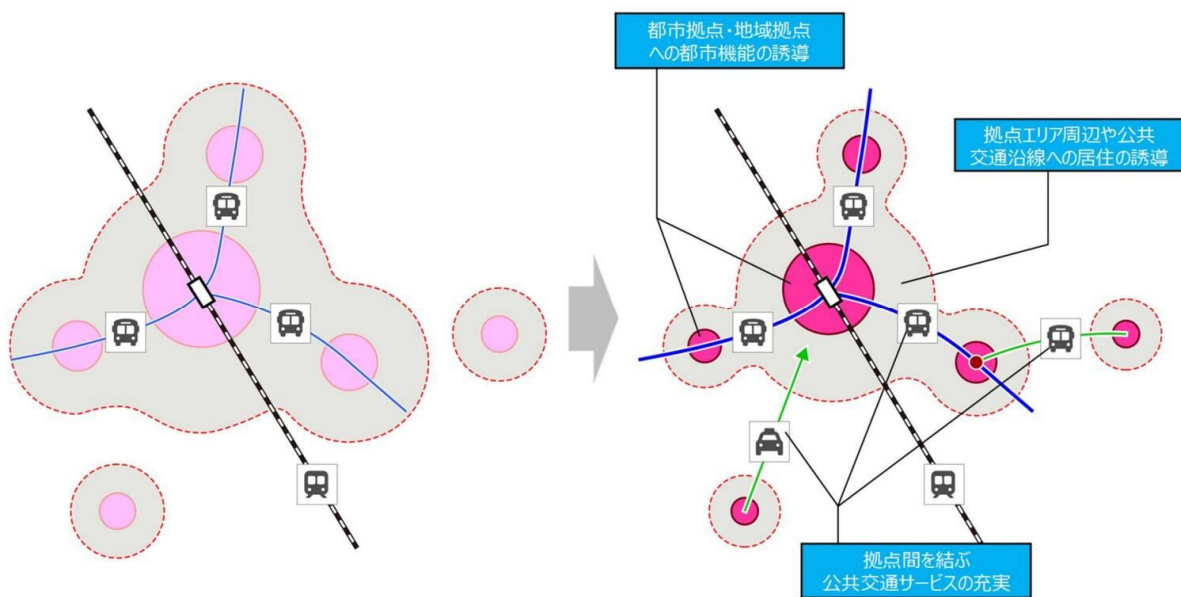 都市拠点・地域拠点
への都市機能の誘導
拠点エリア周辺や公共
交通沿線への居住の誘導
拠点間を結ぶ
公共交通サービスの充実